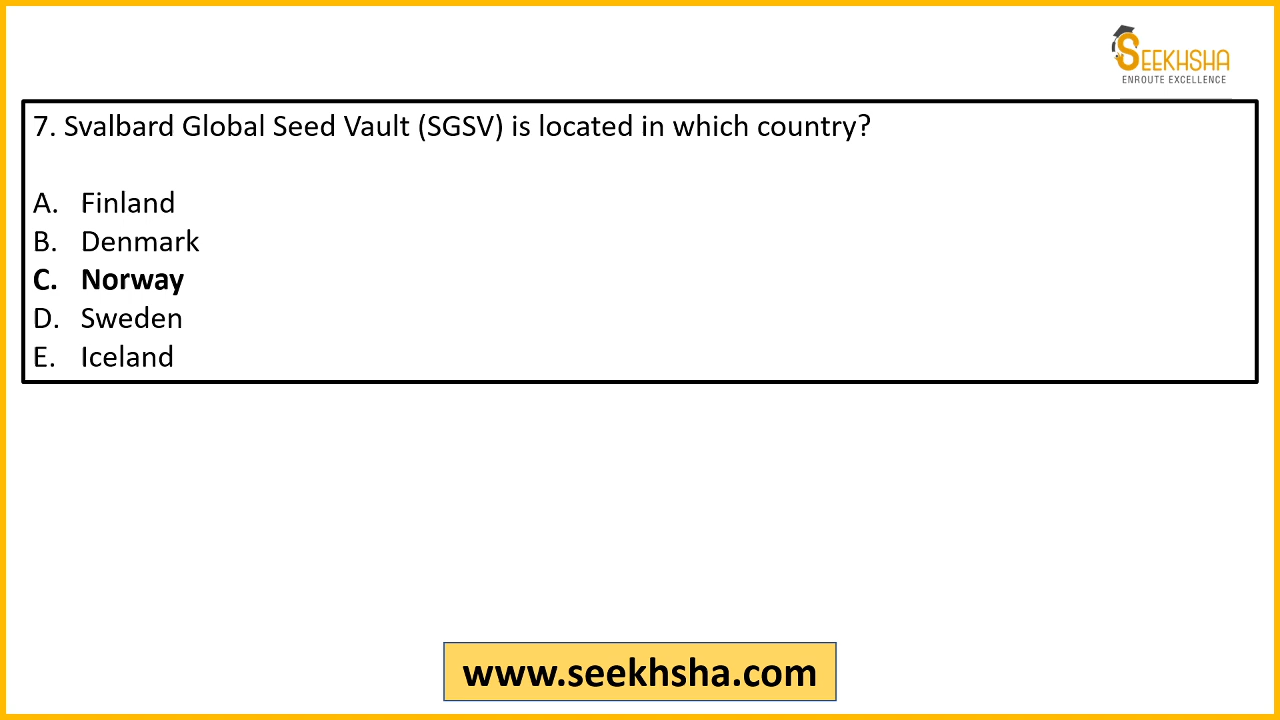 SEEKHSHA
ENROUTE EXCELLENCE
7. Svalbard Global Seed Vault (SGSV) is located in which country?
A. Finland
B. Denmark
C. Norway
D. Sweden
E. Iceland
www.seekhsha.com